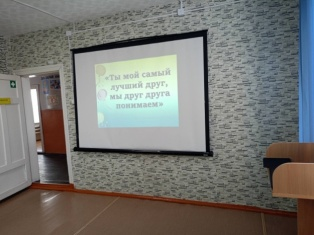 «Ты мой самый
лучший друг,
мы друг друга
понимаем»